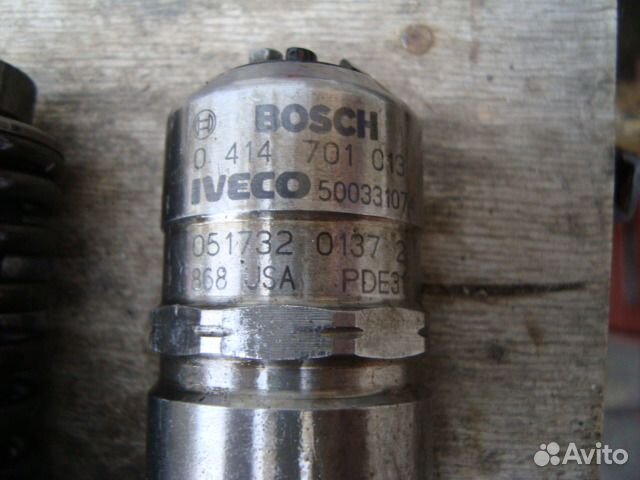 BOSCH
0 414 701 013
IVECO 50033107
051732 0137 2
868 JSA PDE31
Avito